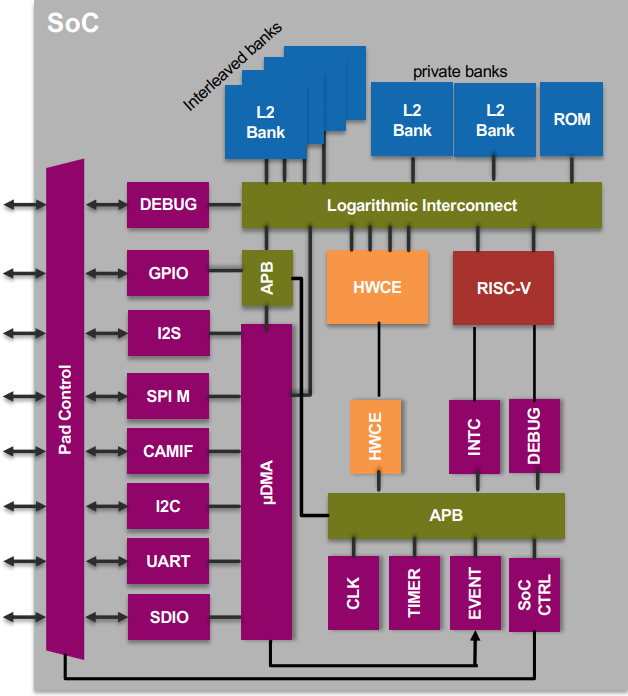 SoC
Interleaved banks
private banks
L2
Bank
L2
Bank
L2
Bank
ROM
DEBUG
Logarithmic Interconnect
GPIO
APB
HWCE
RISC-V
I2S
SPI M
Pad Control
CAMIF
µDMA
HWCE
INTC
DEBUG
I2C
APB
UART
CLK
TIMER
EVENT
SoC
CTRL
SDIO